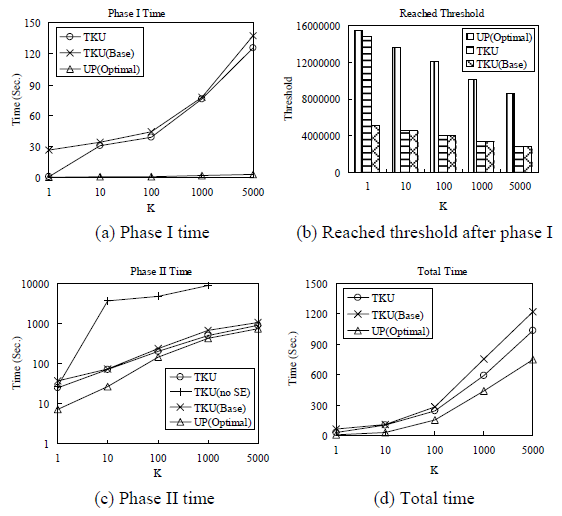 Phase I Time
150
120
90
60
30
0
Time (Sec.)
TKU
TKU(Base)
UP(Optimal)
1 10 100 1000 5000
K
(a) Phase I time
Reached Threshold
16000000
12000000
8000000
4000000
0
Threshold
UP(Optimal)
TKU
TKU(Base)
1 10 100 1000 5000
K
(b) Reached threshold after phase I
Phase II Time
10000
1000
100
10
1
Time (Sec.)
TKU
TKU(no SE)
TKU(Base)
UP(Optimal)
1 10 100 1000 5000
K
(c) Phase II time
Total Time
1500
1200
900
600
300
0
Time (Sec.)
TKU
TKU(Base)
UP(Optimal)
1 10 100 1000 5000
K
(d) Total time